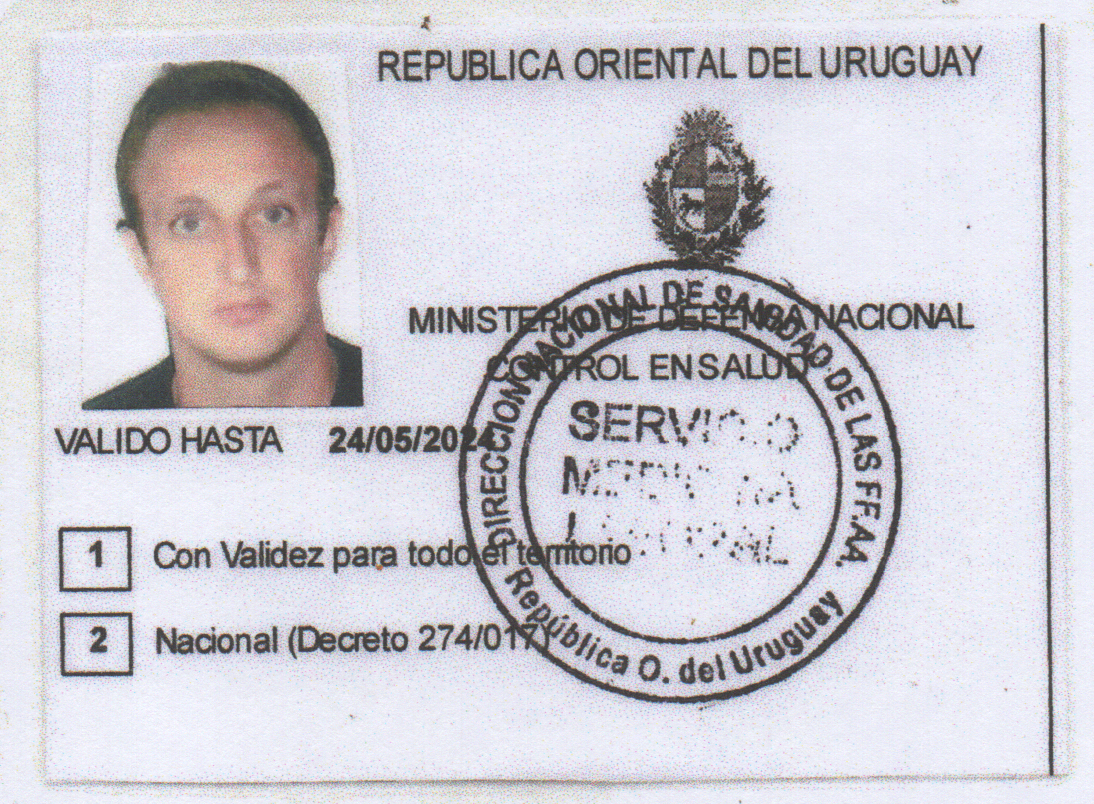 REPUBLICA ORIENTAL DEL URUGUAY
MINISTERIO DE DEFENSA NACIONAL
CONTROL EN SALUD
DIRECCION NACIONAL DE SANIDAD DE LAS FF.AA.
SERVICIO
VALIDO HASTA 24/05/2024
1 Con Validez para todo el territorio
2 Nacional (Decreto 274/017)
República O. del Uruguay